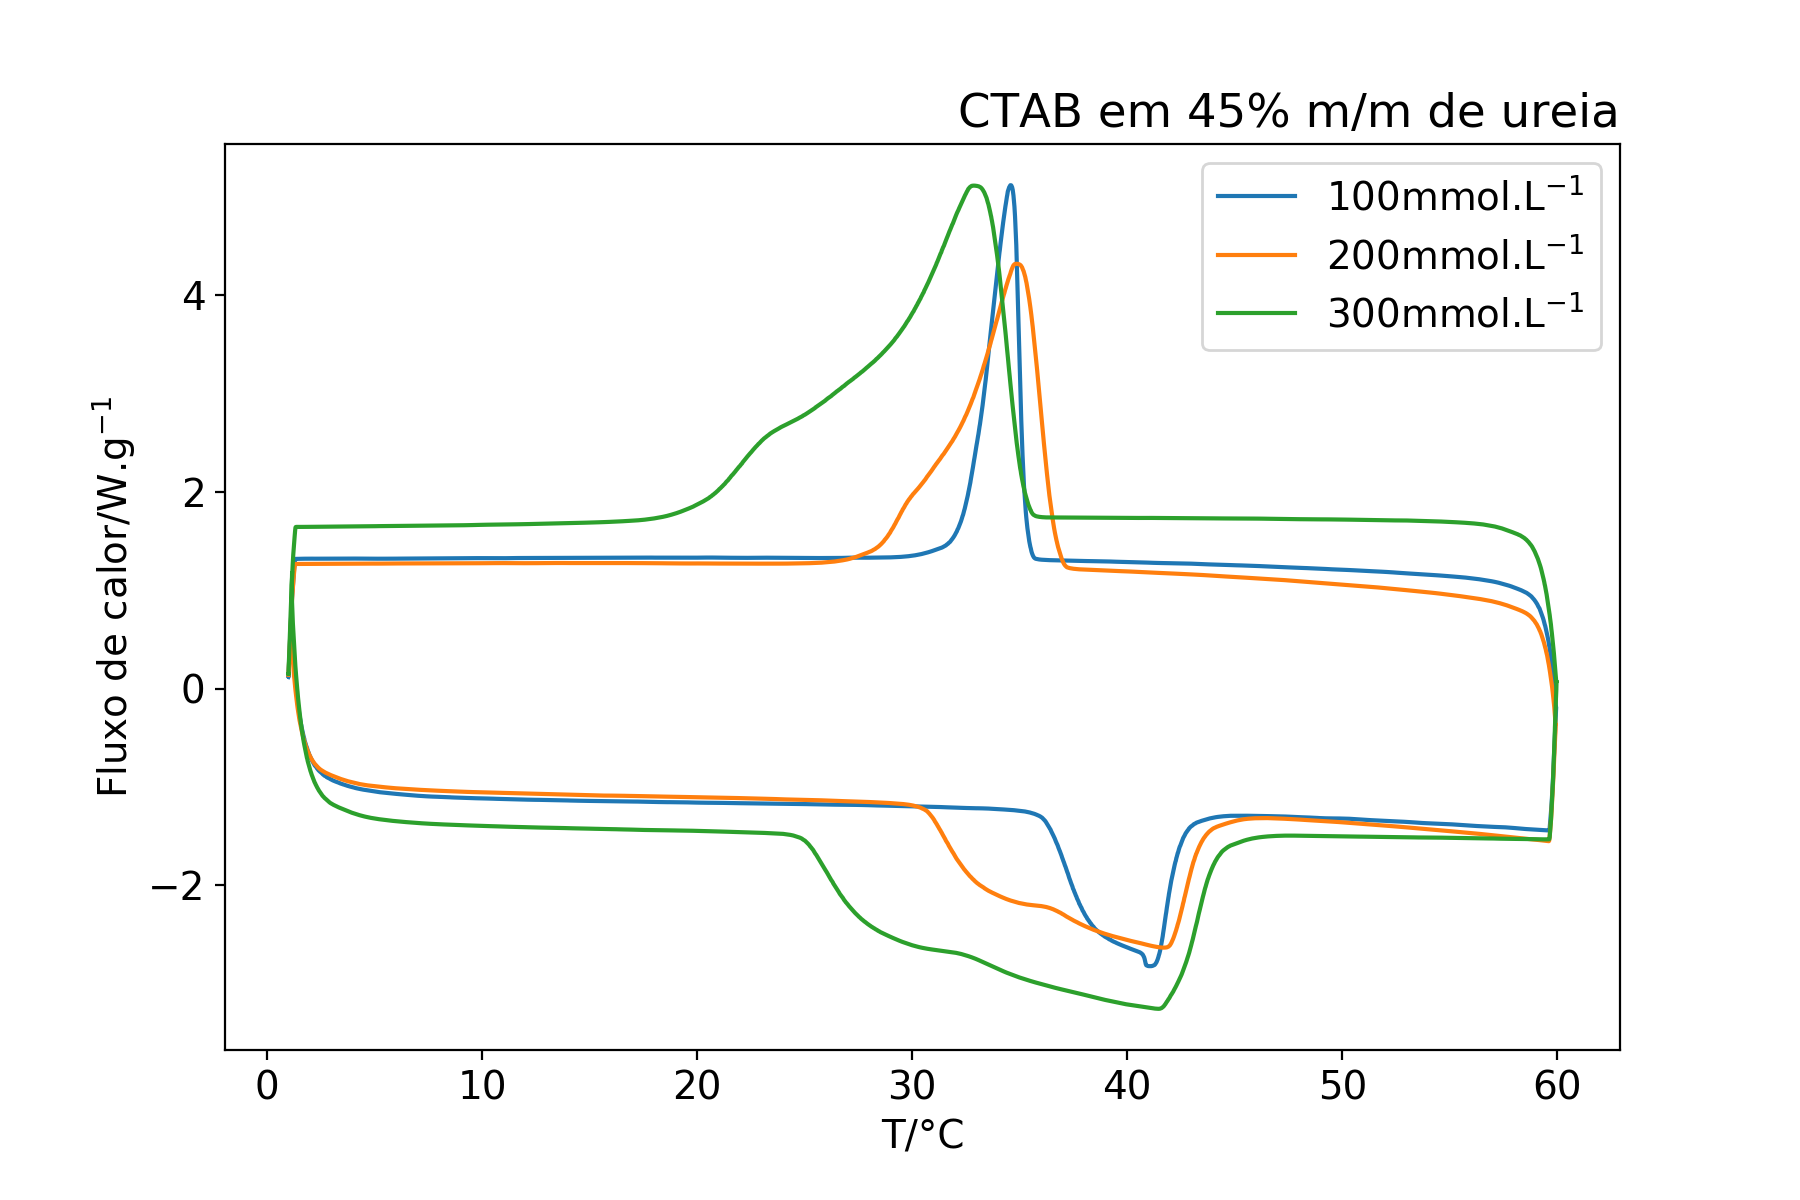 CTAB em 45% m/m de ureia
100mmol.L⁻¹
200mmol.L⁻¹
300mmol.L⁻¹
Fluxo de calor/W.g⁻¹
4
2
0
−2
0 10 20 30 40 50 60
T/°C